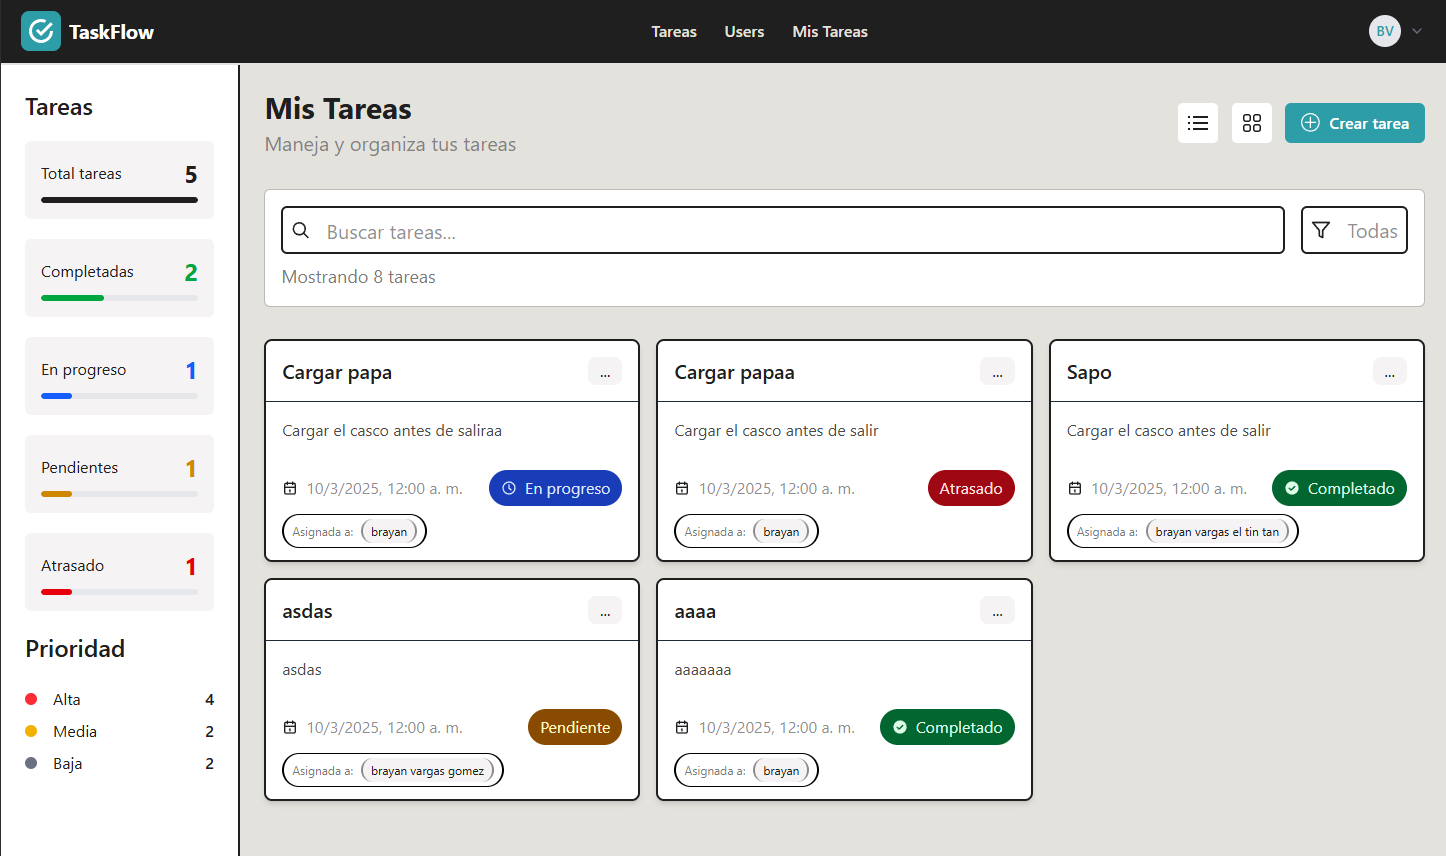 TaskFlow
Tareas
Users
Mis Tareas
BV
Tareas
Total tareas 5
Completadas 2
En progreso 1
Pendientes 1
Atrasado 1
Prioridad
Alta 4
Media 2
Baja 2
Mis Tareas
Maneja y organiza tus tareas
Crear tarea
Buscar tareas...
Todas
Mostrando 8 tareas
Cargar papa ...
Cargar el casco antes de saliraa
10/3/2025, 12:00 a. m. En progreso
Asignada a: brayan
Cargar papaa ...
Cargar el casco antes de salir
10/3/2025, 12:00 a. m. Atrasado
Asignada a: brayan
Sapo ...
Cargar el casco antes de salir
10/3/2025, 12:00 a. m. Completado
Asignada a: brayan vargas el tin tan
asdas ...
asdas
10/3/2025, 12:00 a. m. Pendiente
Asignada a: brayan vargas gomez
aaaa ...
aaaaaaa
10/3/2025, 12:00 a. m. Completado
Asignada a: brayan